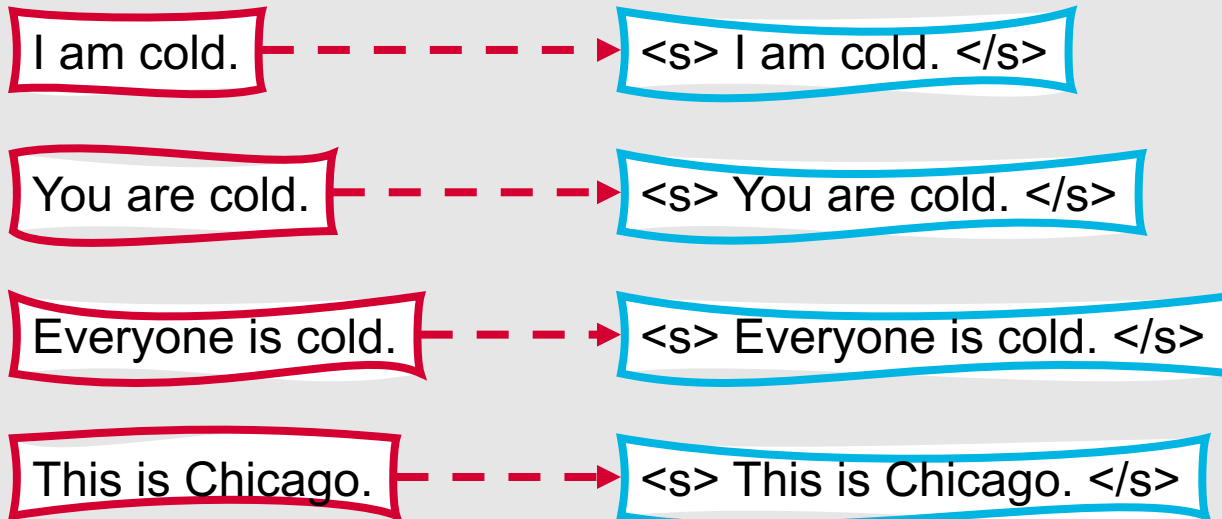 I am cold. <s> I am cold. </s>
You are cold. <s> You are cold. </s>
Everyone is cold. <s> Everyone is cold. </s>
This is Chicago. <s> This is Chicago. </s>